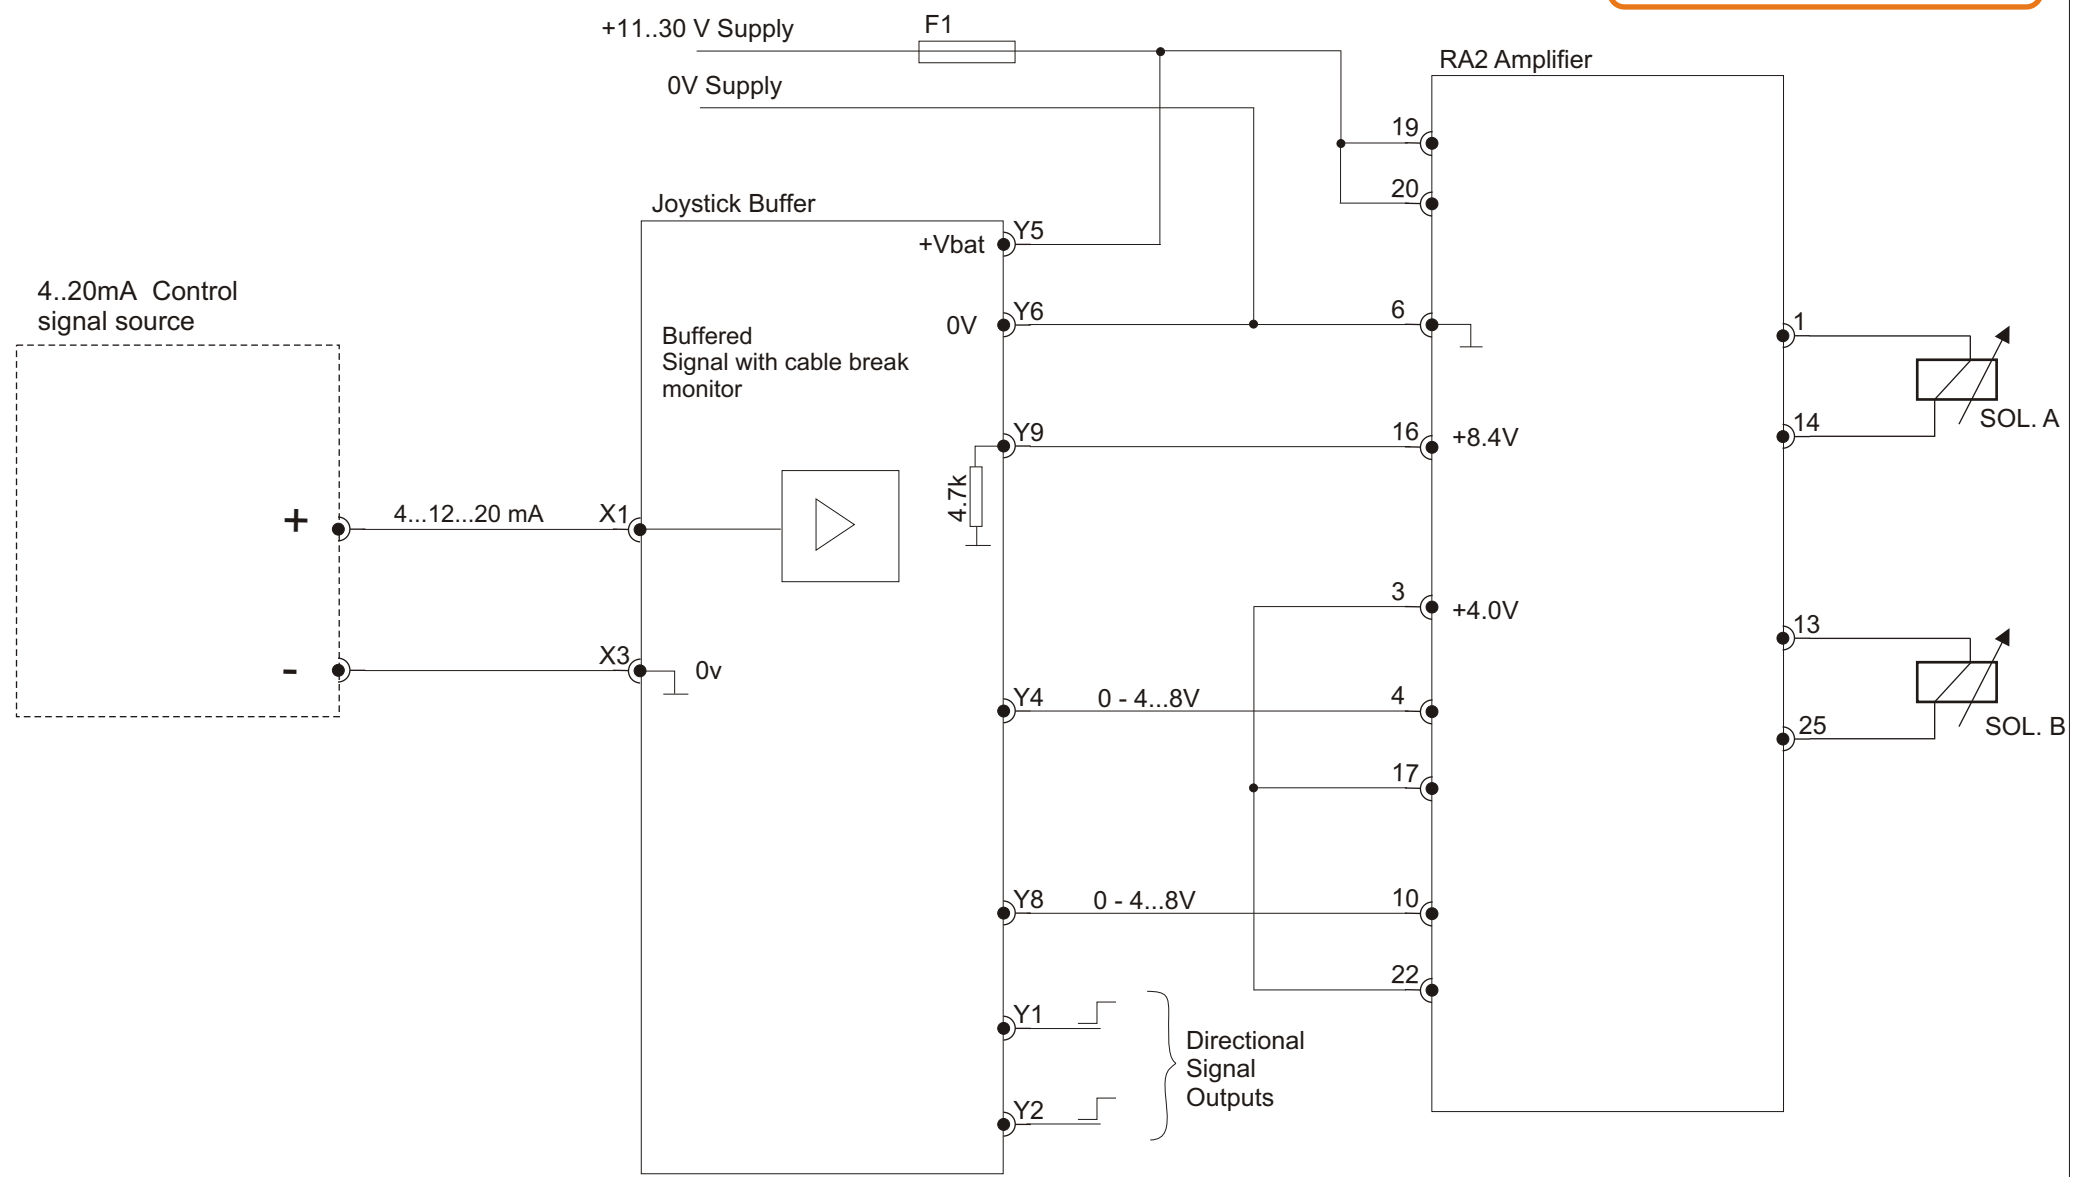 +11..30 V Supply
F1
0V Supply
RA2 Amplifier
19
20
Joystick Buffer
+Vbat
Y5
4..20mA  Control
signal source
0V
Y6
6
1
Buffered
Signal with cable break
monitor
SOL. A
14
Y9
16
+8.4V
4.7k
+
4...12...20 mA
X1
3
+4.0V
13
-
X3
0v
Y4
0 - 4...8V
4
25
SOL. B
17
Y8
0 - 4...8V
10
22
Y1
Directional
Signal
Outputs
Y2